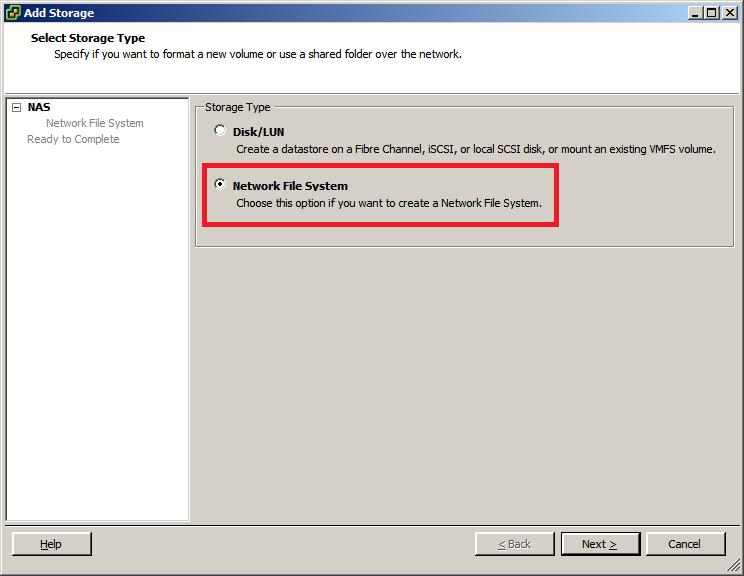 Add Storage
Select Storage Type
Specify if you want to format a new volume or use a shared folder over the network.
NAS
Network File System
Ready to Complete
Storage Type
Disk/LUN
Create a datastore on a Fibre Channel, iSCSI, or local SCSI disk, or mount an existing VMFS volume.
Network File System
Choose this option if you want to create a Network File System.
Help
< Back
Next >
Cancel